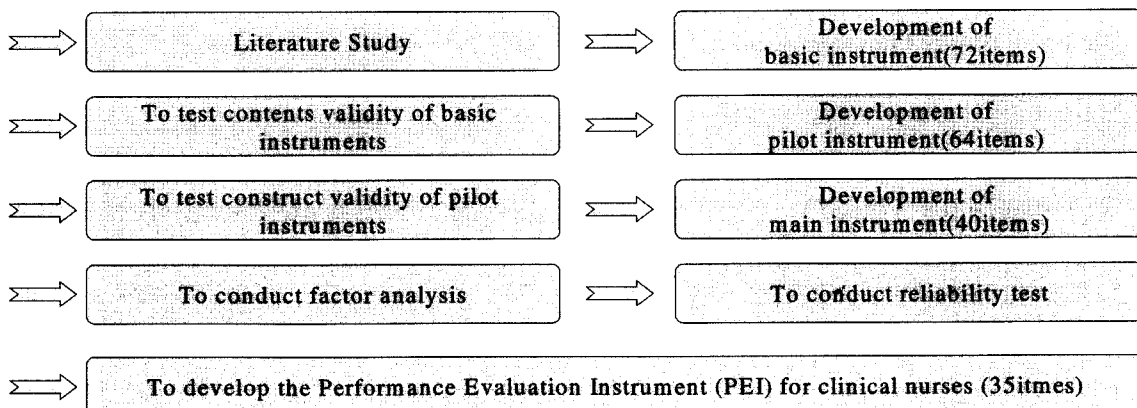 Literature Study
Development of
basic instrument(72items)
To test contents validity of basic
instruments
Development of
pilot instrument(64items)
To test construct validity of pilot
instruments
Development of
main instrument(40items)
To conduct factor analysis
To conduct reliability test
To develop the Performance Evaluation Instrument (PEI) for clinical nurses (35itmes)